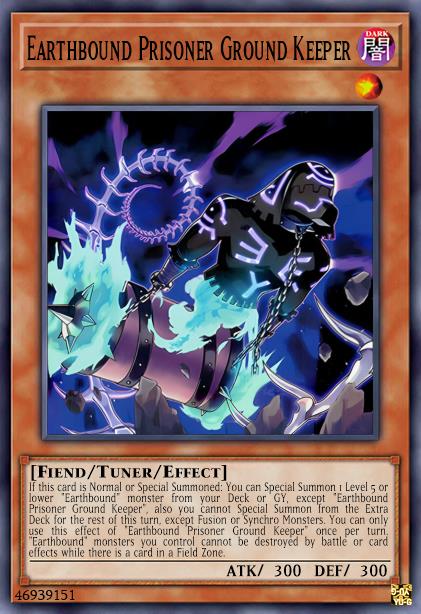 Earthbound Prisoner Ground Keeper
DARK
闇
[Fiend/Tuner/Effect]
If this card is Normal or Special Summoned: You can Special Summon 1 Level 5 or
lower "Earthbound" monster from your Deck or GY, except "Earthbound
Prisoner Ground Keeper", also you cannot Special Summon from the Extra
Deck for the rest of this turn, except Fusion or Synchro Monsters. You can only
use this effect of "Earthbound Prisoner Ground Keeper" once per turn.
"Earthbound" monsters you control cannot be destroyed by battle or card
effects while there is a card in a Field Zone.
ATK/ 300 DEF/ 300
46939151